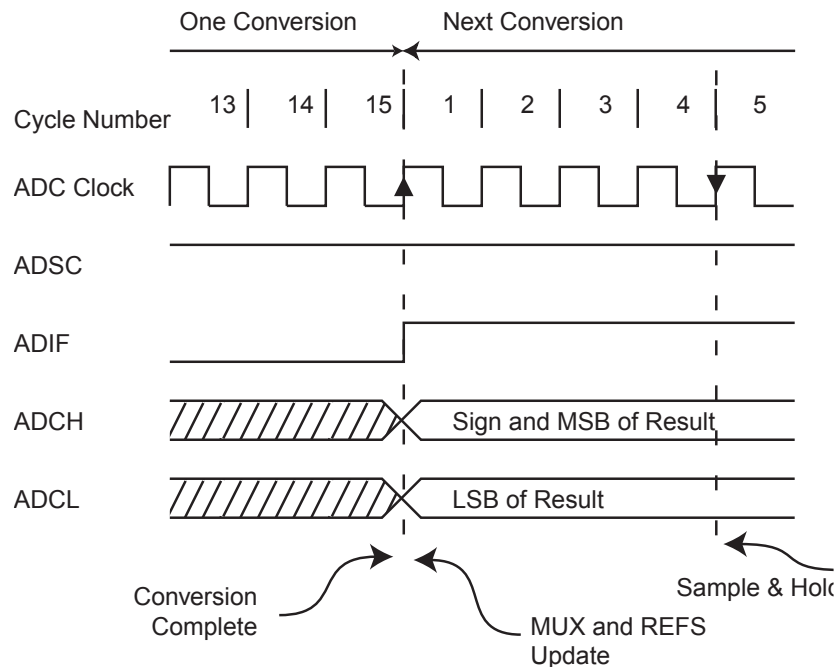 One Conversion
Next Conversion
Cycle Number
13
14
15
1
2
3
4
5
ADC Clock
ADSC
ADIF
ADCH
Sign and MSB of Result
ADCL
LSB of Result
Sample & Hold
Conversion
Complete
MUX and REFS
Update